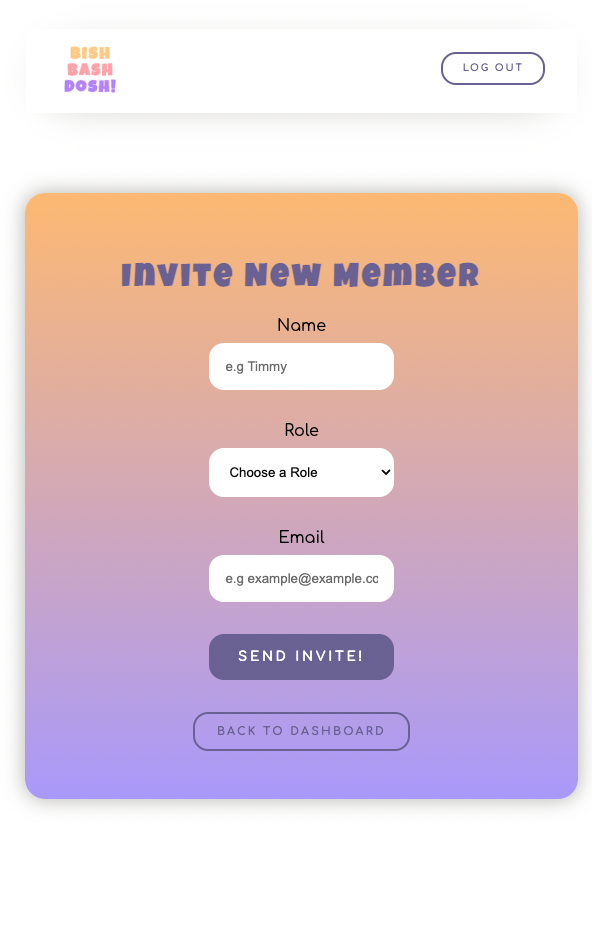 BISH
BASH
DOSH!
LOG OUT
Invite New Member
Name
e.g Timmy
Role
Choose a Role
Email
e.g example@example.co
SEND INVITE!
BACK TO DASHBOARD